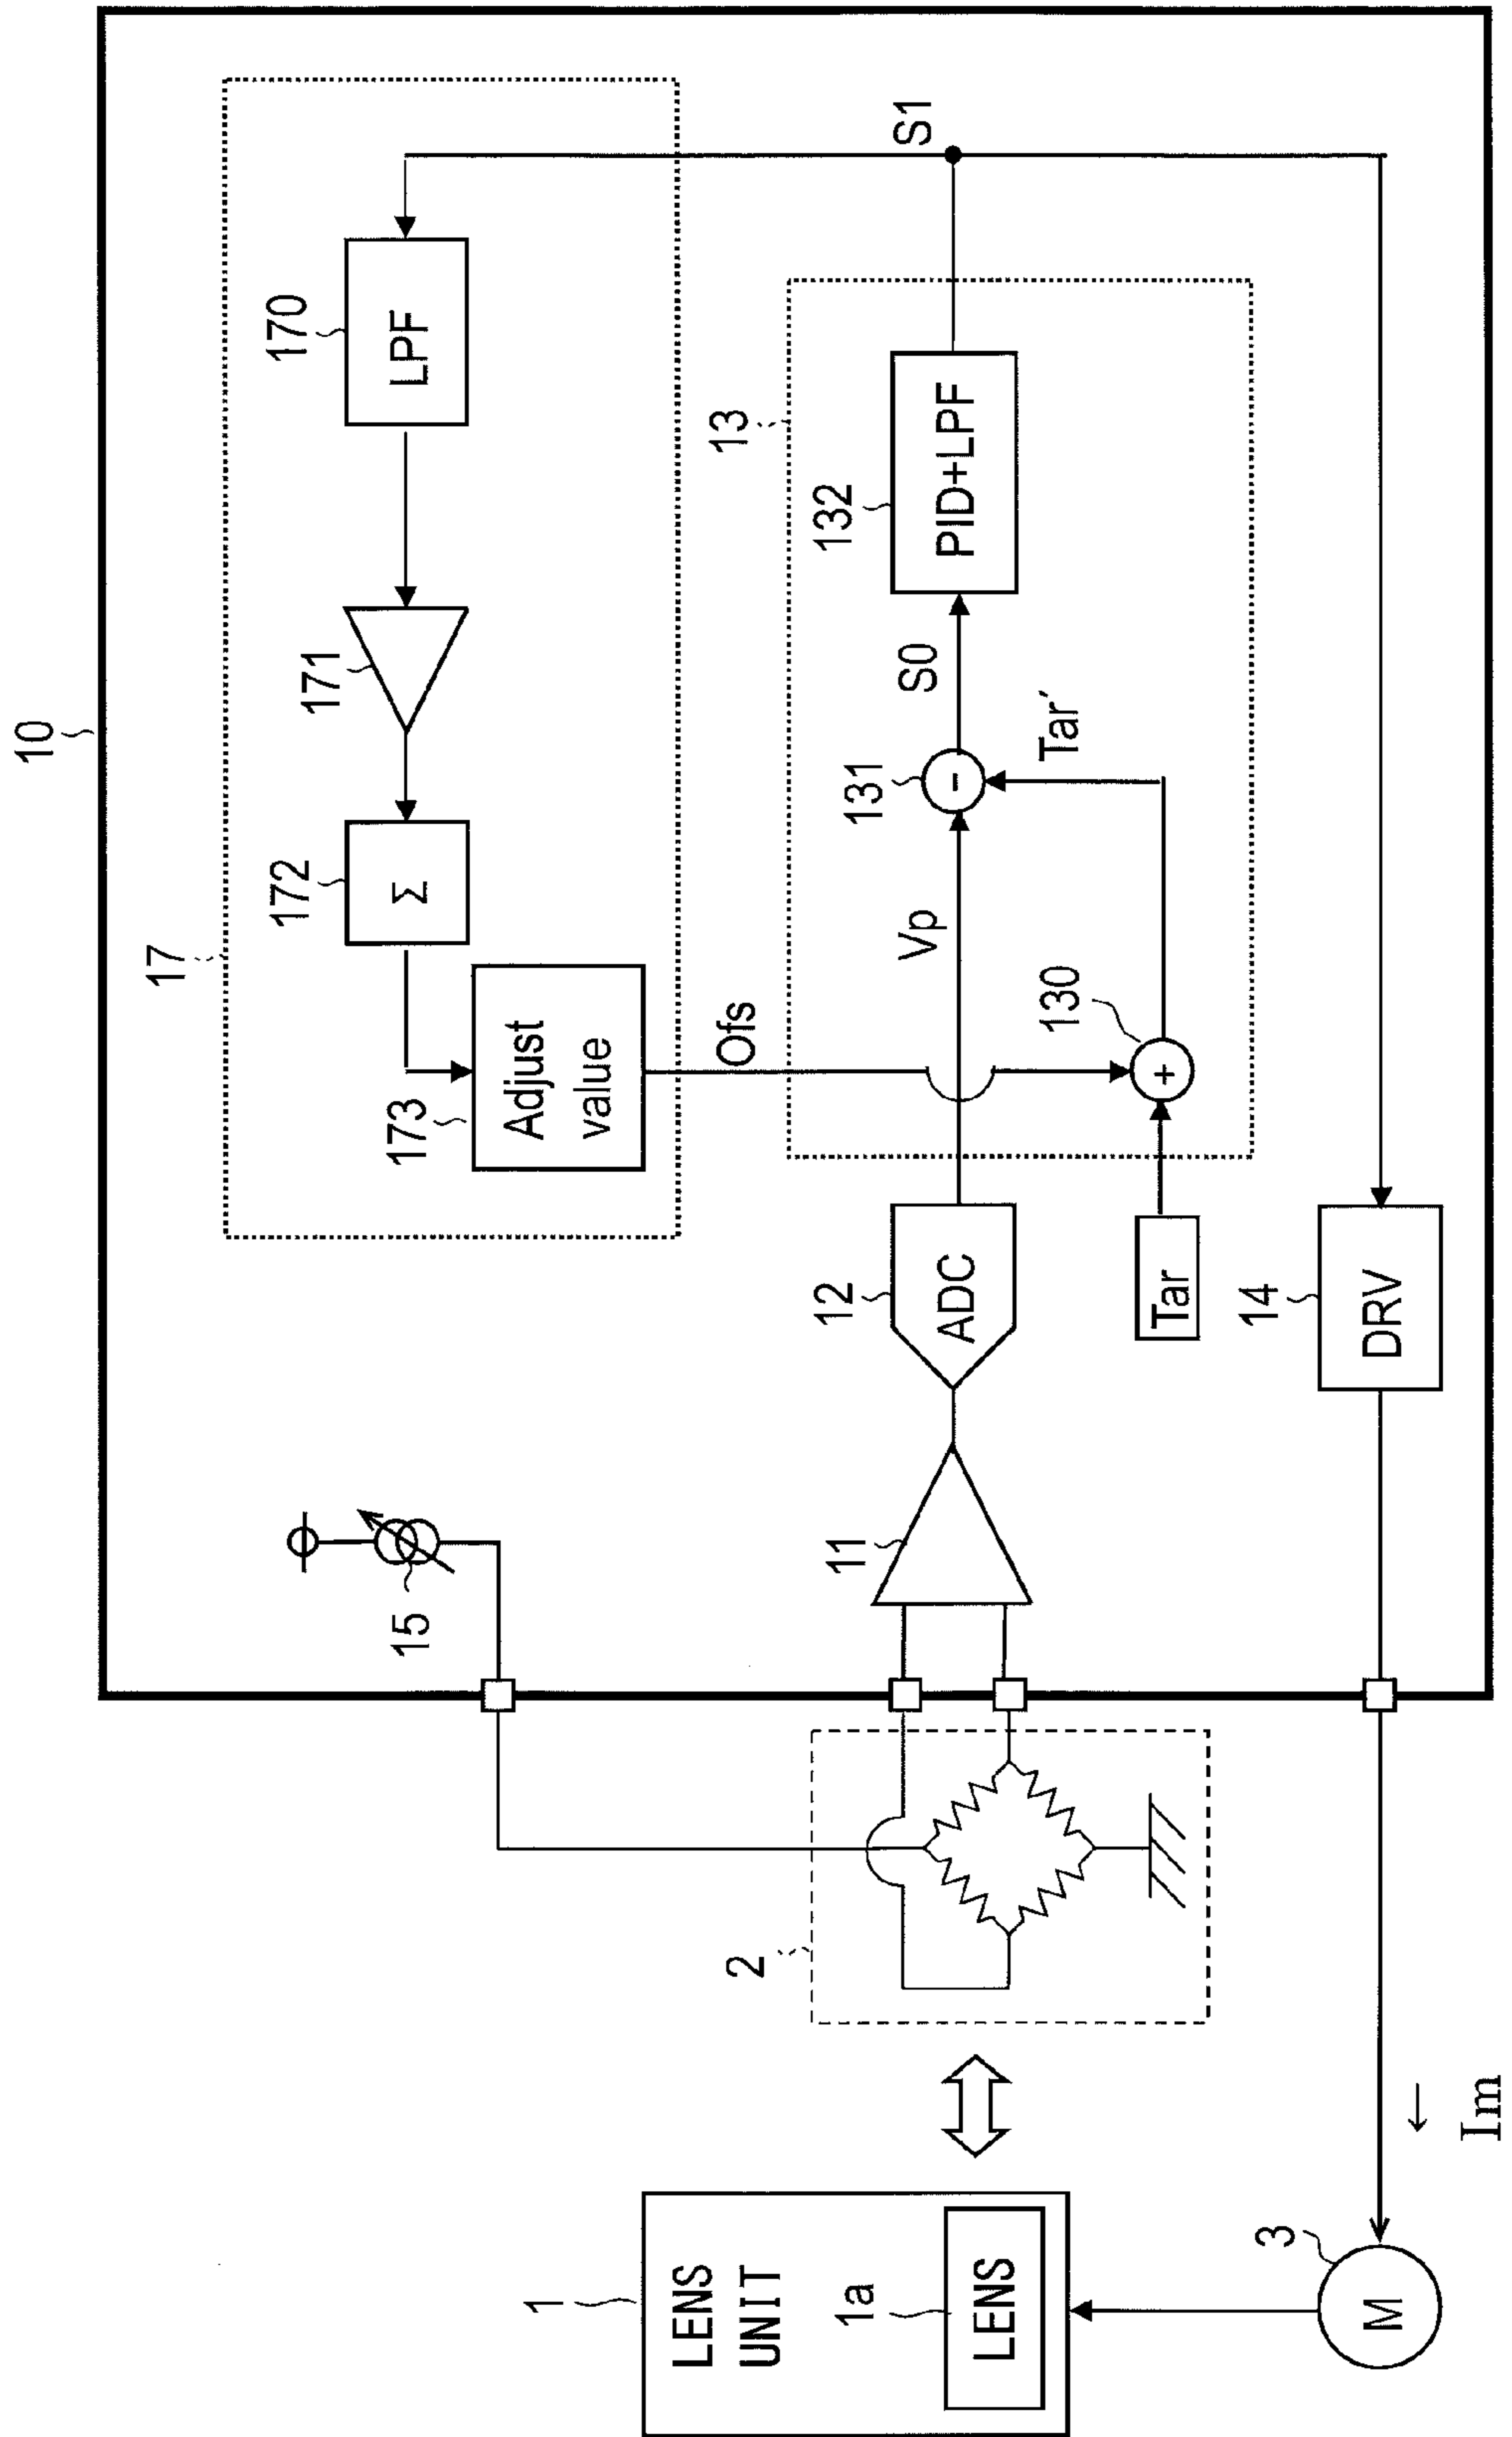 10
17
170
LPF
171
172
Σ
173
Adjust
value
Ofs
S1
13
132
PID+LPF
S0
131
-
Tar´
Vp
130
+
12
ADC
Tar
14
DRV
11
15
2
1
LENS
UNIT
1a
LENS
3
M
←
Im